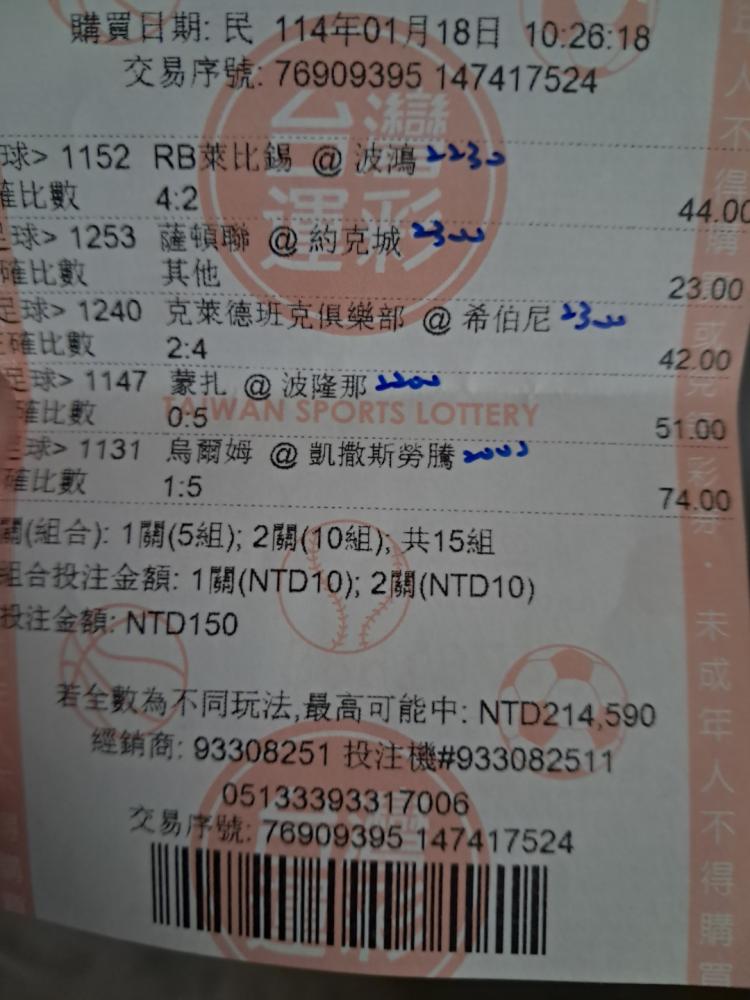 購買日期: 民 114年01月18日 10:26:18
交易序號: 76909395 147417524
球> 1152 RB萊比錫 @ 波鴻 2230
確比數 4:2 44.00
球> 1253 薩頓聯 @ 約克城 2300
確比數 其他 23.00
足球> 1240 克萊德班克俱樂部 @ 希伯尼 2300
確比數 2:4 42.00
足球> 1147 蒙扎 @ 波隆那 2200
確比數 0:5 51.00
球> 1131 烏爾姆 @ 凱撒斯勞騰 2000
確比數 1:5 74.00
關(組合): 1關(5組); 2關(10組); 共15組
組合投注金額: 1關(NTD10); 2關(NTD10)
投注金額: NTD150
若全數為不同玩法,最高可能中: NTD214,590
經銷商: 93308251 投注機#933082511
05133393317006
交易序號: 76909395 147417524
台灣運彩
TAIWAN SPORTS LOTTERY
未成年人不得購買